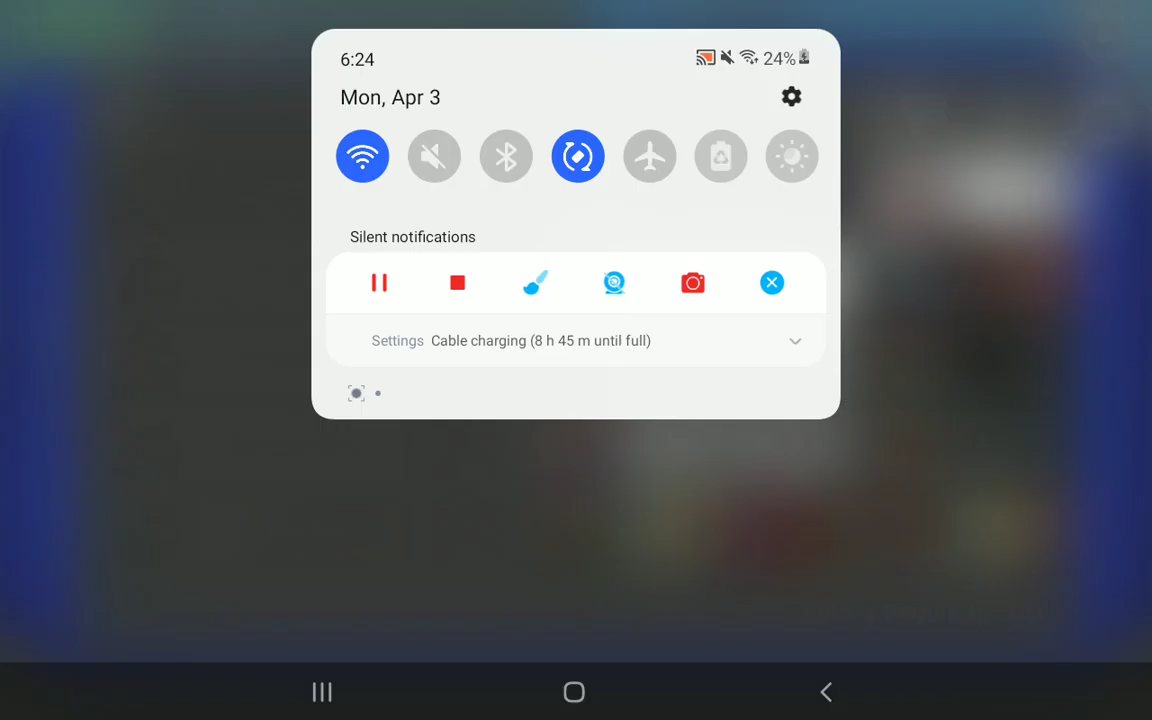 6:24
24%
Mon, Apr 3
Silent notifications
Settings Cable charging (8 h 45 m until full)